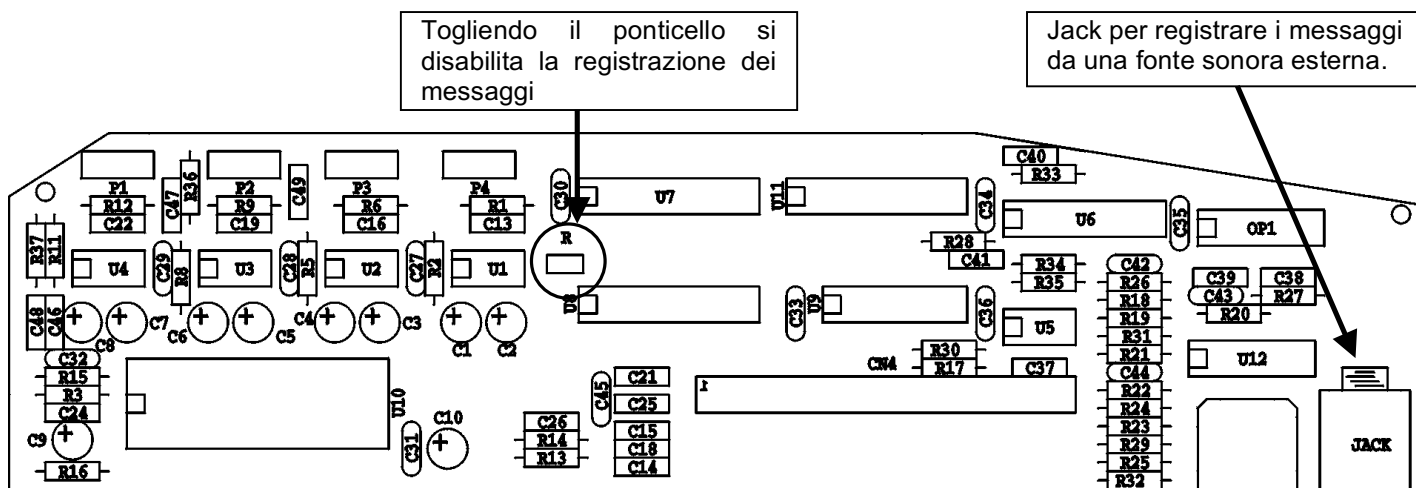 Togliendo il ponticello si
disabilita la registrazione dei
messaggi
Jack per registrare i messaggi
da una fonte sonora esterna.
C40
R33
P1
R36
P2
C49
P3
P4
C30
U7
U11
C34
R12
C47
R9
R6
R1
U6
C35
C22
C19
C16
C13
OP1
R37
R11
R
R28
C41
U4
C29
R8
U3
C28
R5
U2
C27
R2
U1
R34
R35
C42
R26
C39
C38
C43
R27
R18
R20
C48
C46
C7
C6
C5
C4
C3
U8
C33
U9
C36
U5
R19
C8
C1
C2
R31
C32
R30
R21
U12
R15
CN4
R17
C37
C44
R3
C21
1
R22
C24
U10
C45
C25
R24
C9
C10
C26
C15
R23
C31
R14
C18
R29
JACK
R16
R13
C14
R25
R32